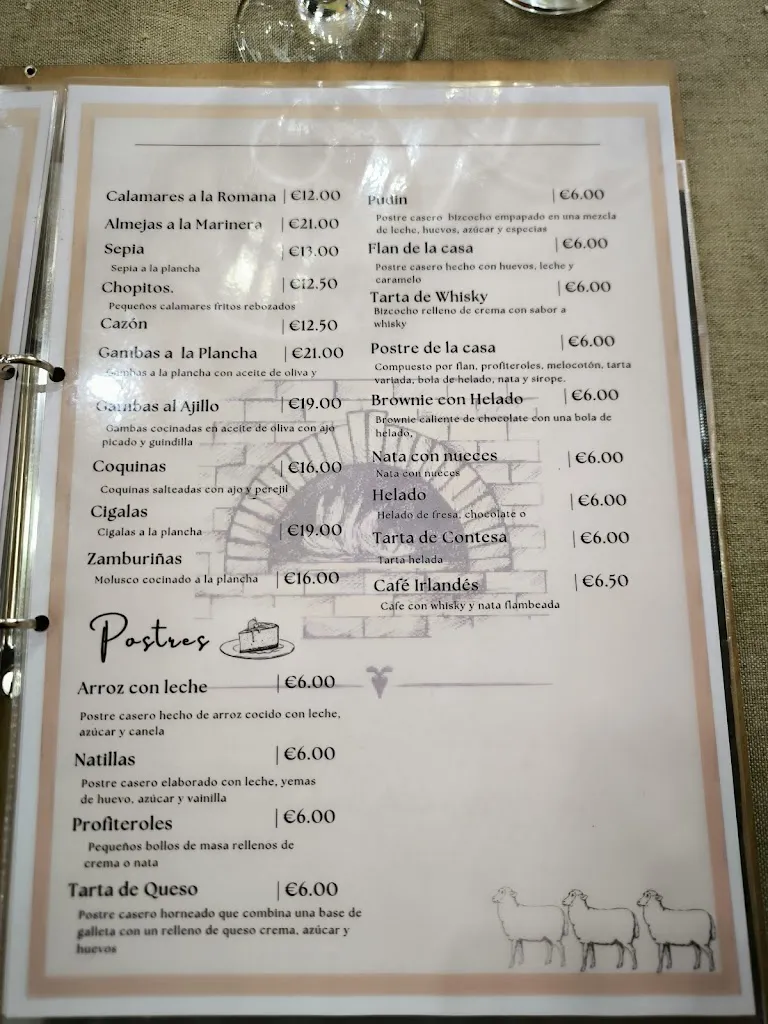 Calamares a la Romana | €12.00
Almejas a la Marinera | €21.00
Sepia | €13.00
Sepia a la plancha
Chopitos. | €12.50
Pequeños calamares fritos rebozados
Cazón | €12.50
Gambas a la Plancha | €21.00
Gambas a la plancha con aceite de oliva y
Gambas al Ajillo | €19.00
Gambas cocinadas en aceite de oliva con ajo
picado y guindilla
Coquinas | €16.00
Coquinas salteadas con ajo y perejil
Cigalas
Cigalas a la plancha | €19.00
Zamburiñas
Molusco cocinado a la plancha | €16.00
Postres
Arroz con leche | €6.00
Postre casero hecho de arroz cocido con leche,
azúcar y canela
Natillas | €6.00
Postre casero elaborado con leche, yemas
de huevo, azúcar y vainilla
Profiteroles | €6.00
Pequeños bollos de masa rellenos de
crema o nata
Tarta de Queso | €6.00
Postre casero horneado que combina una base de
galleta con un relleno de queso crema, azúcar y
huevos
Pudin | €6.00
Postre casero bizcocho empapado en una mezcla
de leche, huevos, azúcar y especias
Flan de la casa | €6.00
Postre casero hecho con huevos, leche y
caramelo
Tarta de Whisky | €6.00
Bizcocho relleno de crema con sabor a
whisky
Postre de la casa | €6.00
Compuesto por flan, profiteroles, melocotón, tarta
variada, bola de helado, nata y sirope.
Brownie con Helado | €6.00
Brownie caliente de chocolate con una bola de
helado,
Nata con nueces | €6.00
Nata con nueces
Helado | €6.00
Helado de fresa, chocolate o
Tarta de Contesa | €6.00
Tarta helada
Café Irlandés | €6.50
Cafe con whisky y nata flambeada